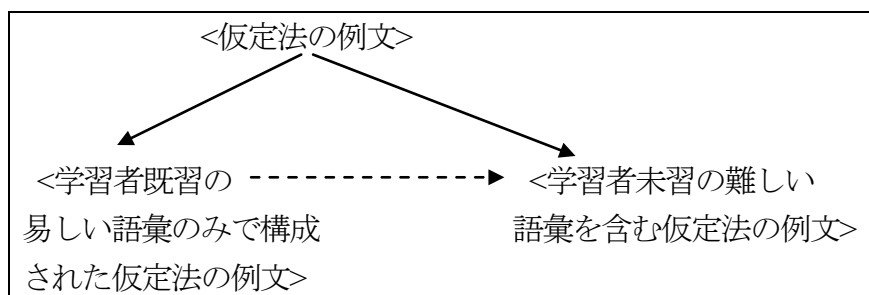 <仮定法の例文>
<学習者既習の
易しい語彙のみで構成
された仮定法の例文>
<学習者未習の難しい
語彙を含む仮定法の例文>